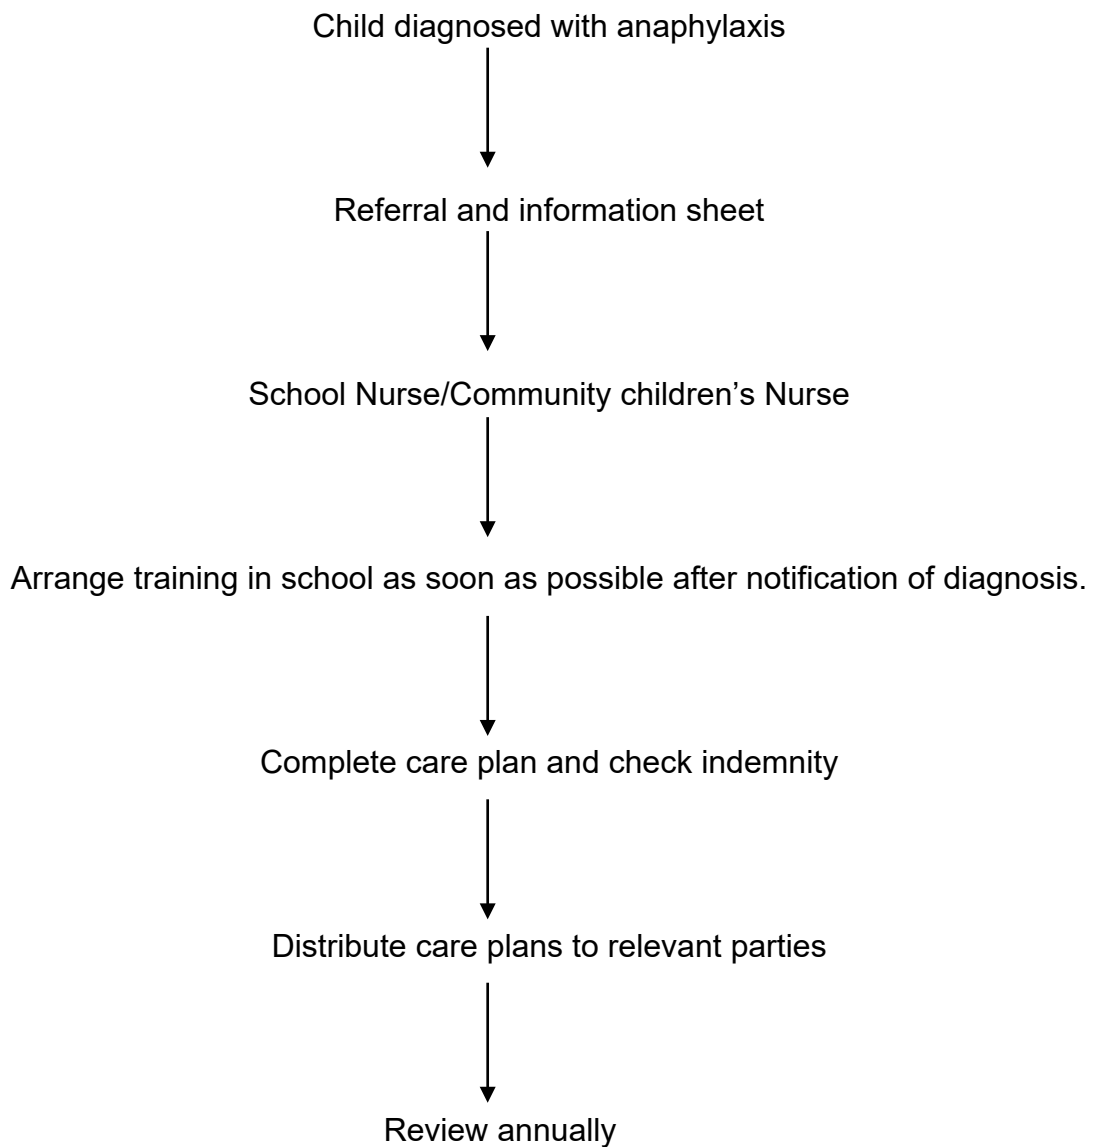 Child diagnosed with anaphylaxis
Referral and information sheet
School Nurse/Community children’s Nurse
Arrange training in school as soon as possible after notification of diagnosis.
Complete care plan and check indemnity
Distribute care plans to relevant parties
Review annually